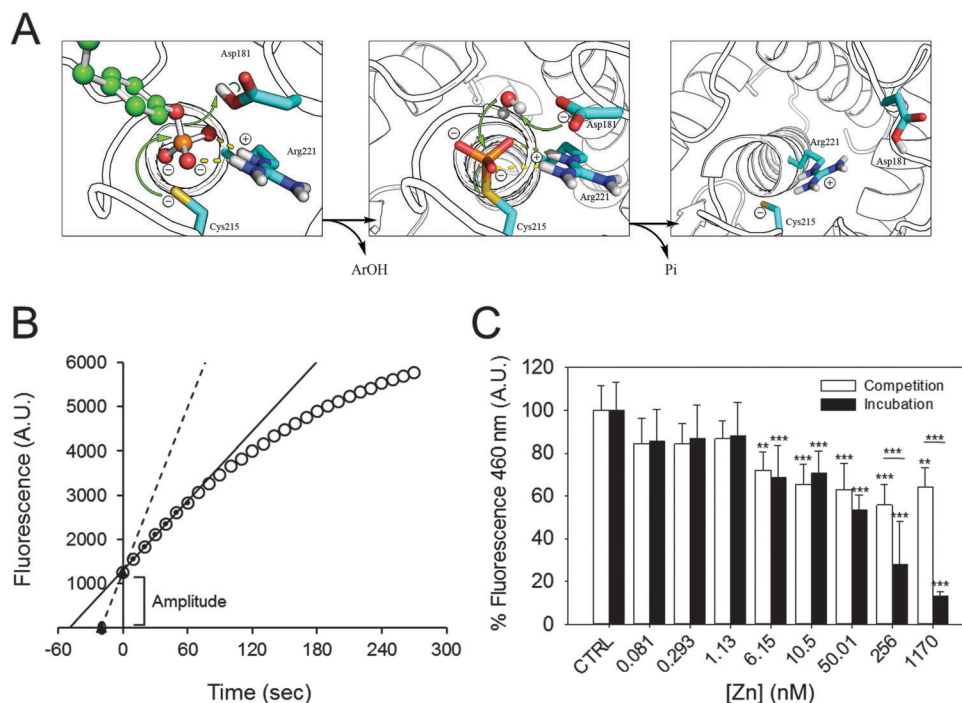 A
Asp181
Arg221
Cys215
ArOH
Asp181
Arg221
Cys215
Pi
Asp181
Arg221
Cys215
B
Fluorescence (A.U.)
6000
5000
4000
3000
2000
1000
0
Amplitude
-60 0 60 120 180 240 300
Time (sec)
C
% Fluorescence 460 nm (A.U.)
120
100
80
60
40
20
0
Competition
Incubation
** *** *** *** *** *** *** *** *** ** *** ***
CTRL 0.081 0.293 1.13 6.15 10.5 50.01 256 1170
[Zn] (nM)